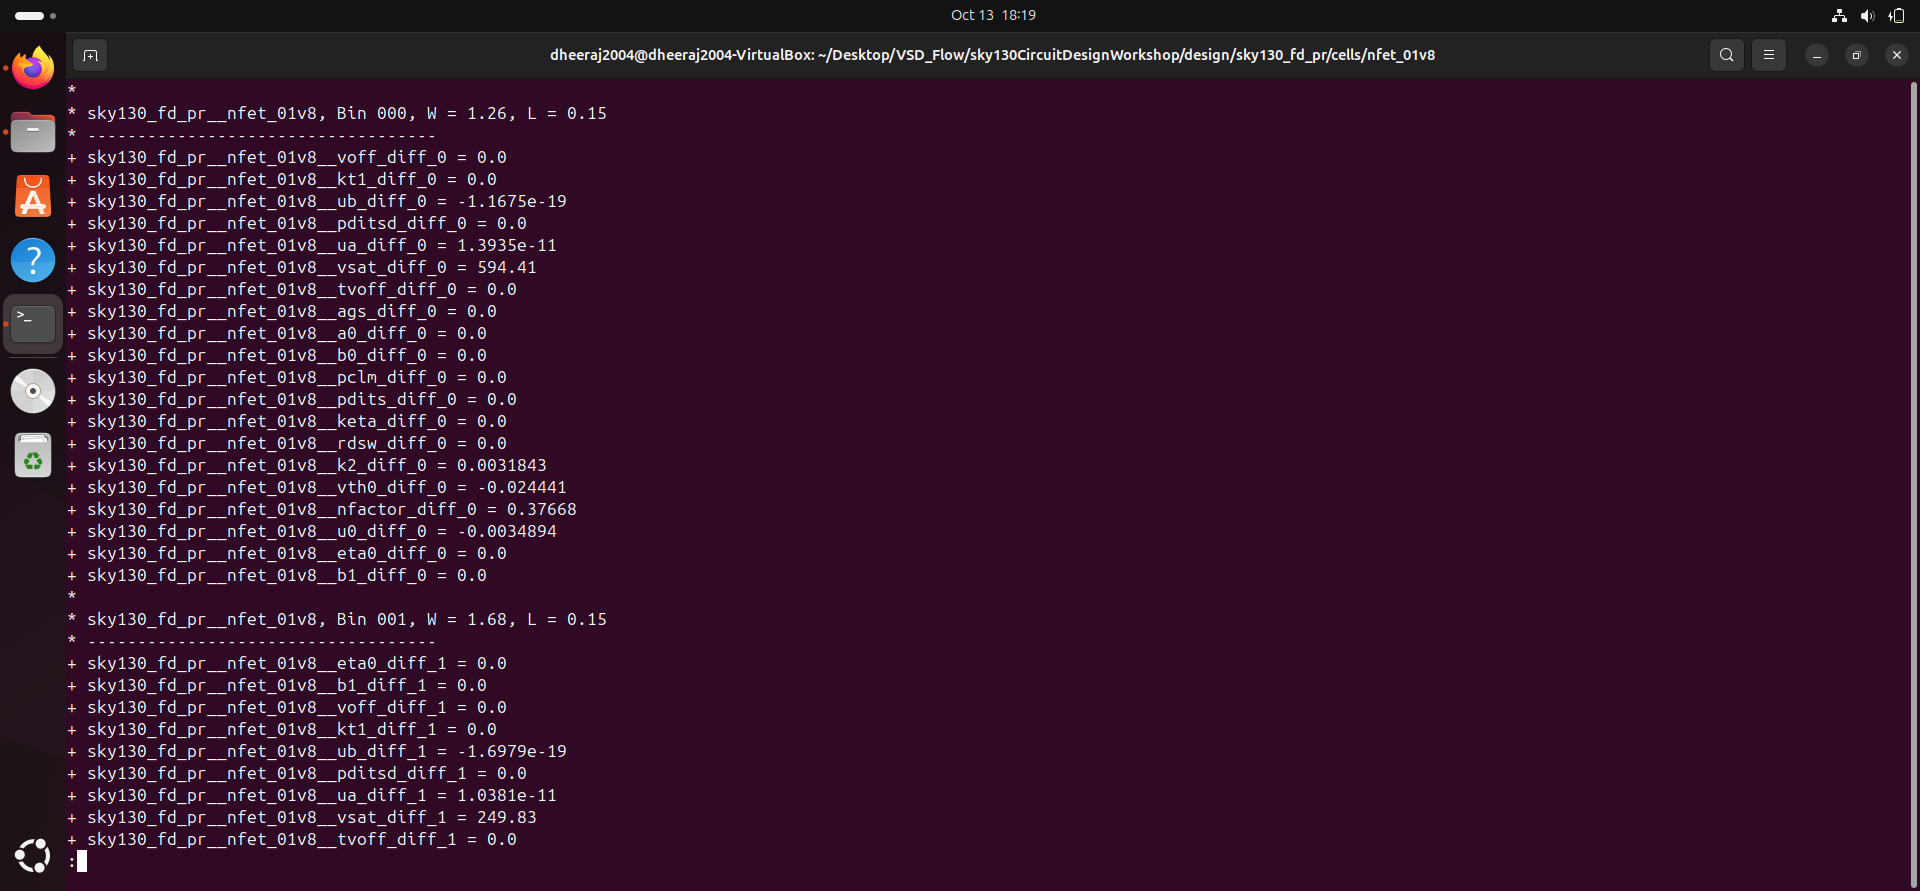 Oct 13 18:19
dheeraj2004@dheeraj2004-VirtualBox: ~/Desktop/VSD_Flow/sky130CircuitDesignWorkshop/design/sky130_fd_pr/cells/nfet_01v8
*
* sky130_fd_pr__nfet_01v8, Bin 000, W = 1.26, L = 0.15
* -----------------------------------
+ sky130_fd_pr__nfet_01v8__voff_diff_0 = 0.0
+ sky130_fd_pr__nfet_01v8__kt1_diff_0 = 0.0
+ sky130_fd_pr__nfet_01v8__ub_diff_0 = -1.1675e-19
+ sky130_fd_pr__nfet_01v8__pditsd_diff_0 = 0.0
+ sky130_fd_pr__nfet_01v8__ua_diff_0 = 1.3935e-11
+ sky130_fd_pr__nfet_01v8__vsat_diff_0 = 594.41
+ sky130_fd_pr__nfet_01v8__tvoff_diff_0 = 0.0
+ sky130_fd_pr__nfet_01v8__ags_diff_0 = 0.0
+ sky130_fd_pr__nfet_01v8__a0_diff_0 = 0.0
+ sky130_fd_pr__nfet_01v8__b0_diff_0 = 0.0
+ sky130_fd_pr__nfet_01v8__pclm_diff_0 = 0.0
+ sky130_fd_pr__nfet_01v8__pdits_diff_0 = 0.0
+ sky130_fd_pr__nfet_01v8__keta_diff_0 = 0.0
+ sky130_fd_pr__nfet_01v8__rdsw_diff_0 = 0.0
+ sky130_fd_pr__nfet_01v8__k2_diff_0 = 0.0031843
+ sky130_fd_pr__nfet_01v8__vth0_diff_0 = -0.024441
+ sky130_fd_pr__nfet_01v8__nfactor_diff_0 = 0.37668
+ sky130_fd_pr__nfet_01v8__u0_diff_0 = -0.0034894
+ sky130_fd_pr__nfet_01v8__eta0_diff_0 = 0.0
+ sky130_fd_pr__nfet_01v8__b1_diff_0 = 0.0
*
* sky130_fd_pr__nfet_01v8, Bin 001, W = 1.68, L = 0.15
* -----------------------------------
+ sky130_fd_pr__nfet_01v8__eta0_diff_1 = 0.0
+ sky130_fd_pr__nfet_01v8__b1_diff_1 = 0.0
+ sky130_fd_pr__nfet_01v8__voff_diff_1 = 0.0
+ sky130_fd_pr__nfet_01v8__kt1_diff_1 = 0.0
+ sky130_fd_pr__nfet_01v8__ub_diff_1 = -1.6979e-19
+ sky130_fd_pr__nfet_01v8__pditsd_diff_1 = 0.0
+ sky130_fd_pr__nfet_01v8__ua_diff_1 = 1.0381e-11
+ sky130_fd_pr__nfet_01v8__vsat_diff_1 = 249.83
+ sky130_fd_pr__nfet_01v8__tvoff_diff_1 = 0.0
: